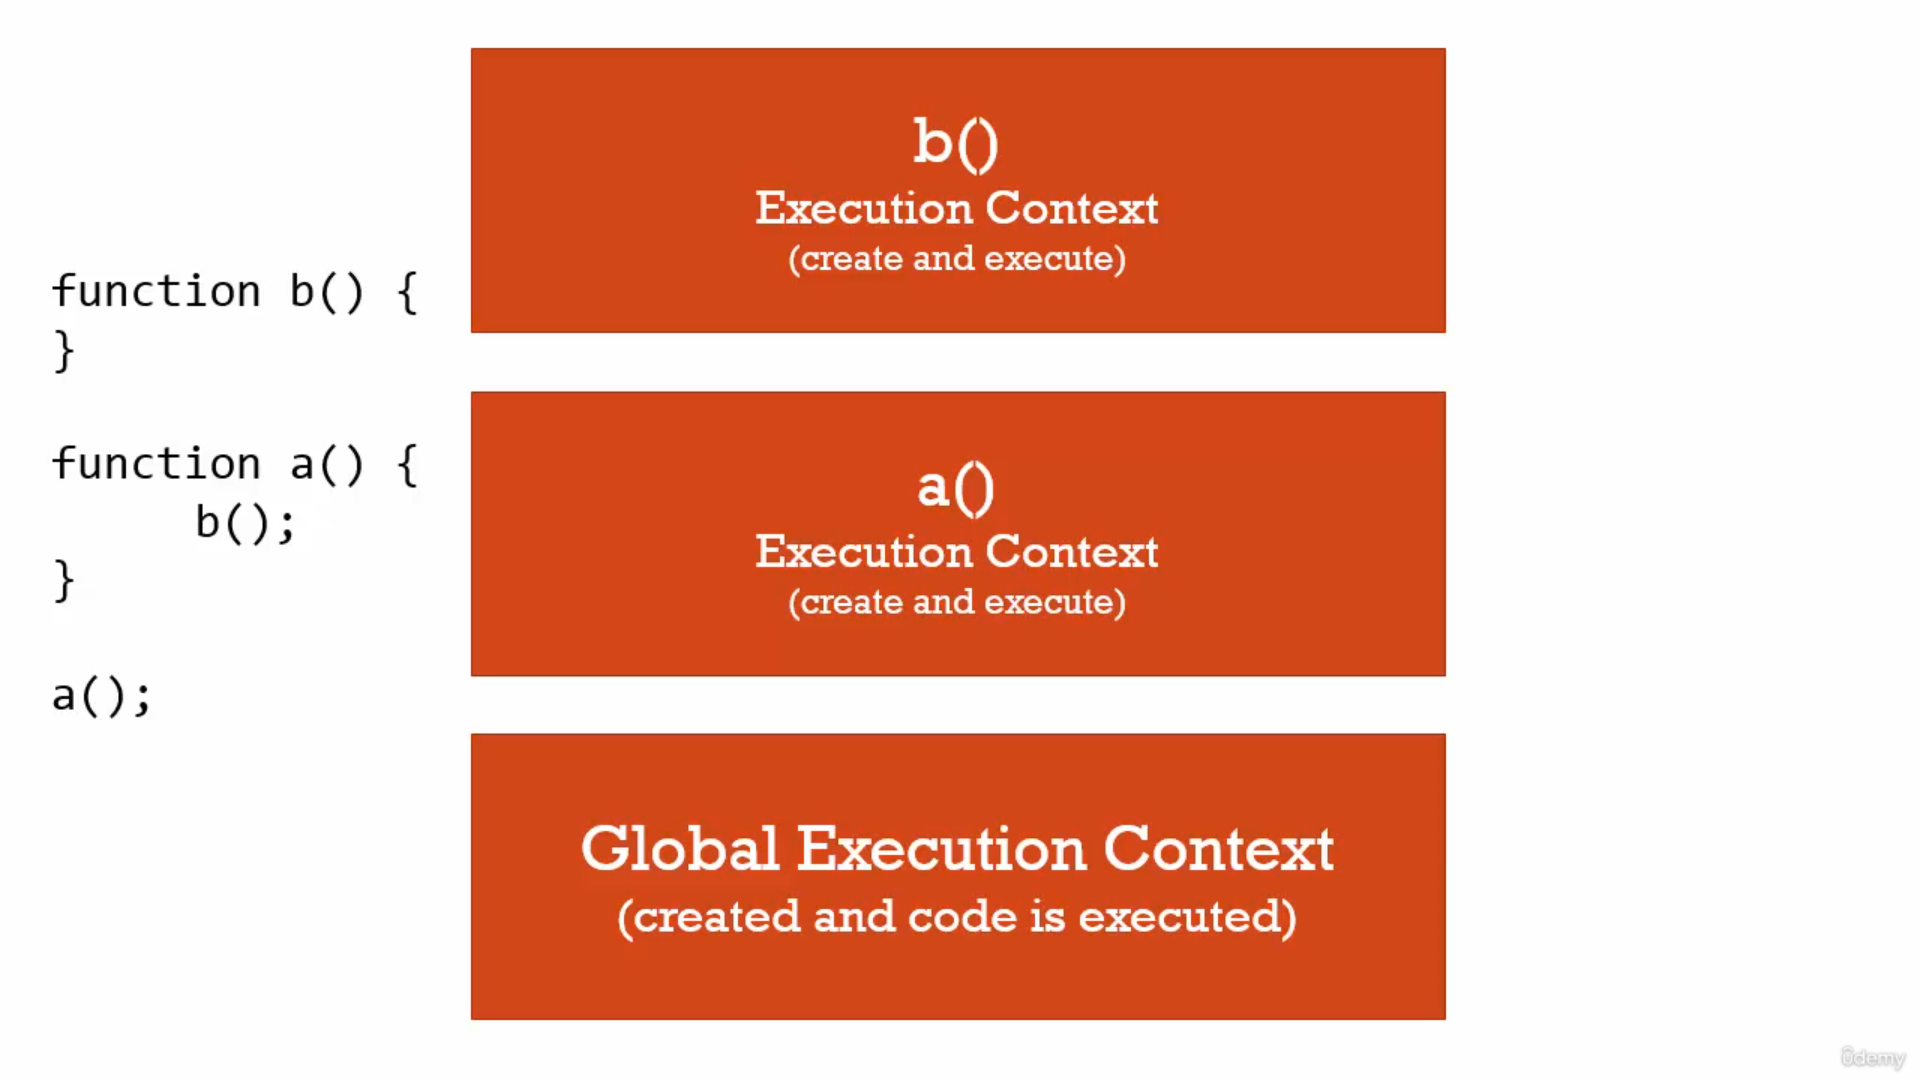 function b() {
}
function a() {
b();
}
a();
b()
Execution Context
(create and execute)
a()
Execution Context
(create and execute)
Global Execution Context
(created and code is executed)
ûdemy